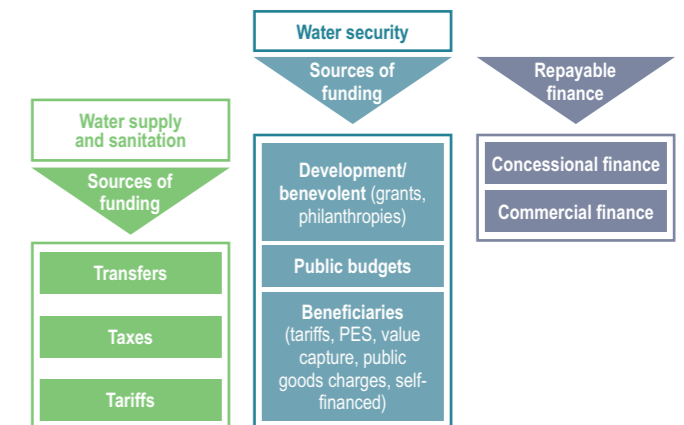 Water security
Sources of
funding
Repayable
finance
Water supply
and sanitation
Sources of
funding
Development/
benevolent (grants,
philanthropies)
Public budgets
Beneficiaries
(tariffs, PES, value
capture, public
goods charges, self-
financed)
Concessional finance
Commercial finance
Transfers
Taxes
Tariffs